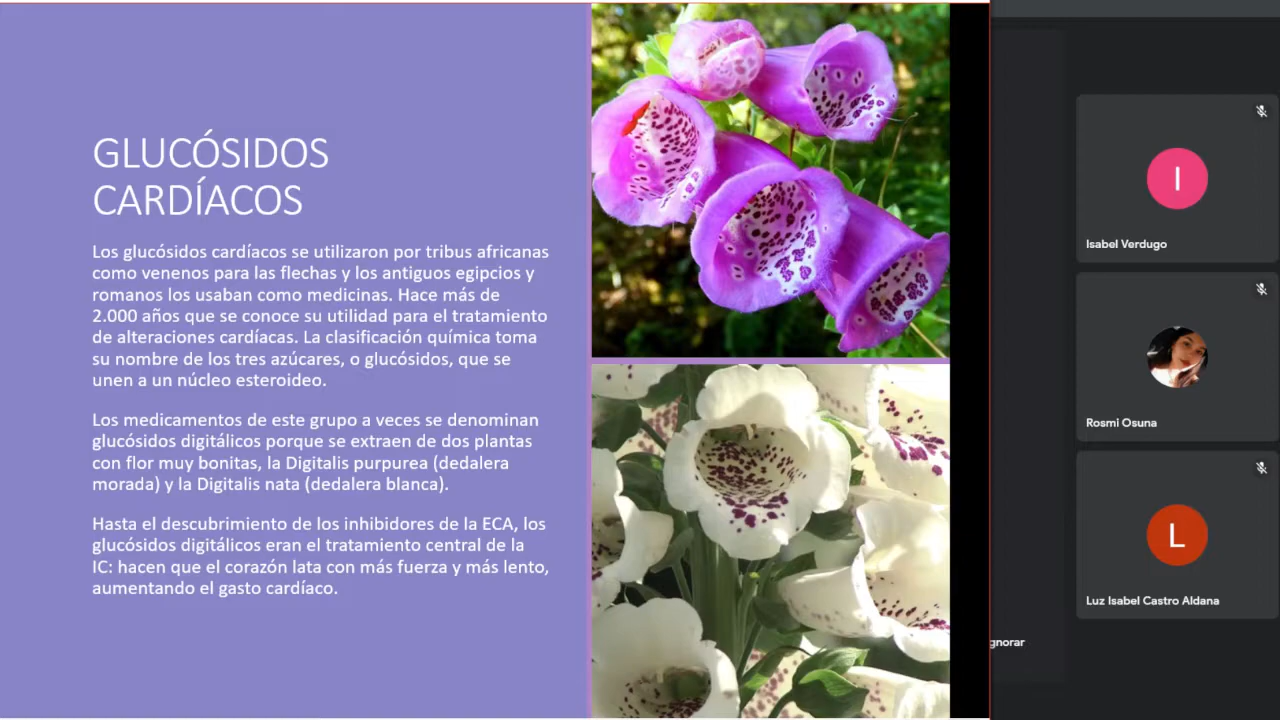 GLUCÓSIDOS
CARDÍACOS
Los glucósidos cardíacos se utilizaron por tribus africanas
como venenos para las flechas y los antiguos egipcios y
romanos los usaban como medicinas. Hace más de
2.000 años que se conoce su utilidad para el tratamiento
de alteraciones cardíacas. La clasificación química toma
su nombre de los tres azúcares, o glucósidos, que se
unen a un núcleo esteroideo.
Los medicamentos de este grupo a veces se denominan
glucósidos digitálicos porque se extraen de dos plantas
con flor muy bonitas, la Digitalis purpurea (dedalera
morada) y la Digitalis nata (dedalera blanca).
Hasta el descubrimiento de los inhibidores de la ECA, los
glucósidos digitálicos eran el tratamiento central de la
IC: hacen que el corazón lata con más fuerza y más lento,
aumentando el gasto cardíaco.
I
Isabel Verdugo
Rosmi Osuna
L
Luz Isabel Castro Aldana
gnorar